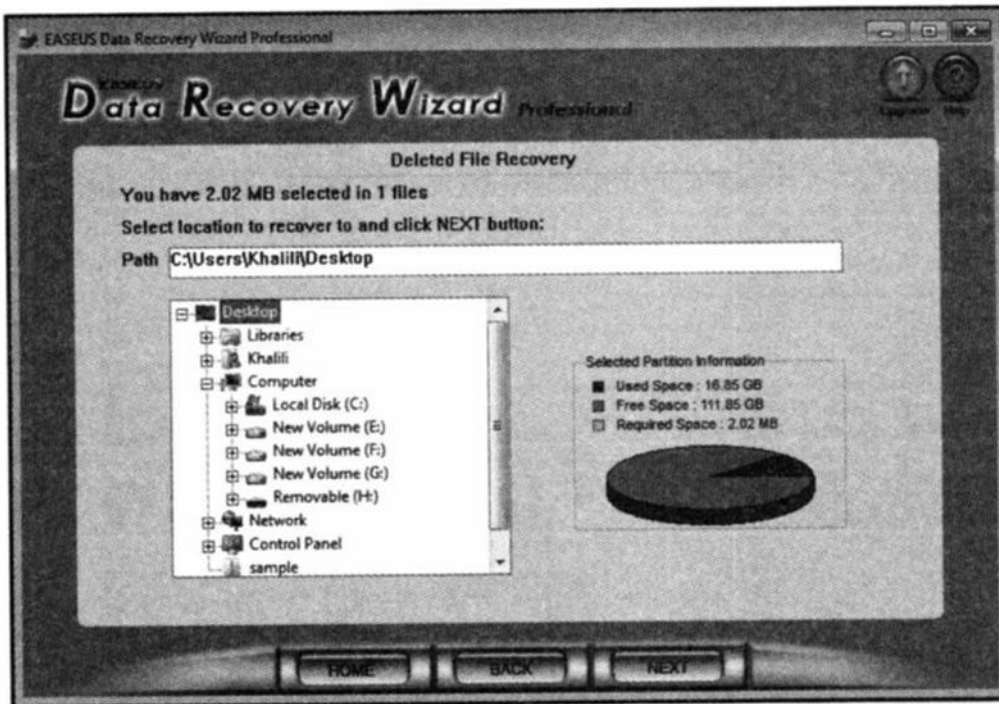 EASEUS Data Recovery Wizard Professional
EASEUS
Data Recovery Wizard Professional
Upgrade Help
Deleted File Recovery
You have 2.02 MB selected in 1 files
Select location to recover to and click NEXT button:
Path C:\Users\Khalili\Desktop
Desktop
Libraries
Khalili
Computer
Local Disk (C:)
New Volume (E:)
New Volume (F:)
New Volume (G:)
Removable (H:)
Network
Control Panel
sample
Selected Partition Information
Used Space : 16.85 GB
Free Space : 111.85 GB
Required Space : 2.02 MB
HOME BACK NEXT